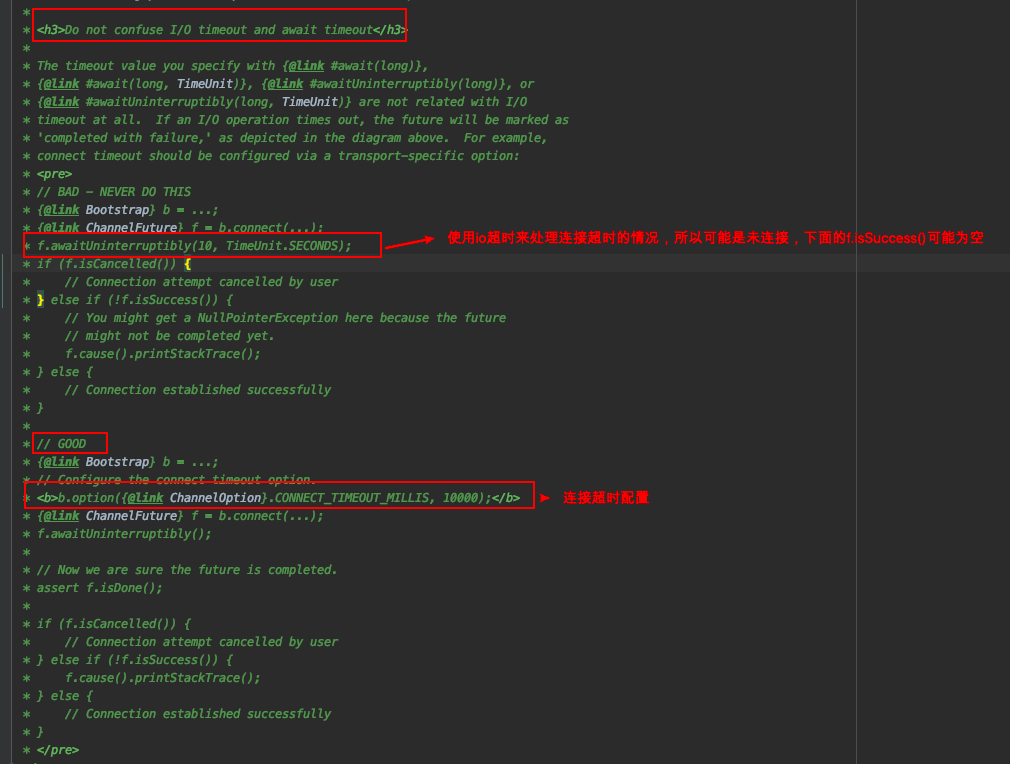 *
* <h3>Do not confuse I/O timeout and await timeout</h3>
*
* The timeout value you specify with {@link #await(long)},
* {@link #await(long, TimeUnit)}, {@link #awaitUninterruptibly(long)}, or
* {@link #awaitUninterruptibly(long, TimeUnit)} are not related with I/O
* timeout at all.  If an I/O operation times out, the future will be marked as
* 'completed with failure,' as depicted in the diagram above.  For example,
* connect timeout should be configured via a transport-specific option:
* <pre>
* // BAD - NEVER DO THIS
* {@link Bootstrap} b = ...;
* {@link ChannelFuture} f = b.connect(...);
* f.awaitUninterruptibly(10, TimeUnit.SECONDS);
使用io超时来处理连接超时的情况，所以可能是未连接，下面的f.isSuccess()可能为空
* if (f.isCancelled()) {
*     // Connection attempt cancelled by user
* } else if (!f.isSuccess()) {
*     // You might get a NullPointerException here because the future
*     // might not be completed yet.
*     f.cause().printStackTrace();
* } else {
*     // Connection established successfully
* }
*
* // GOOD
* {@link Bootstrap} b = ...;
* // Configure the connect timeout option.
* <b>b.option({@link ChannelOption}.CONNECT_TIMEOUT_MILLIS, 10000);</b>
连接超时配置
* {@link ChannelFuture} f = b.connect(...);
* f.awaitUninterruptibly();
*
* // Now we are sure the future is completed.
* assert f.isDone();
*
* if (f.isCancelled()) {
*     // Connection attempt cancelled by user
* } else if (!f.isSuccess()) {
*     f.cause().printStackTrace();
* } else {
*     // Connection established successfully
* }
* </pre>